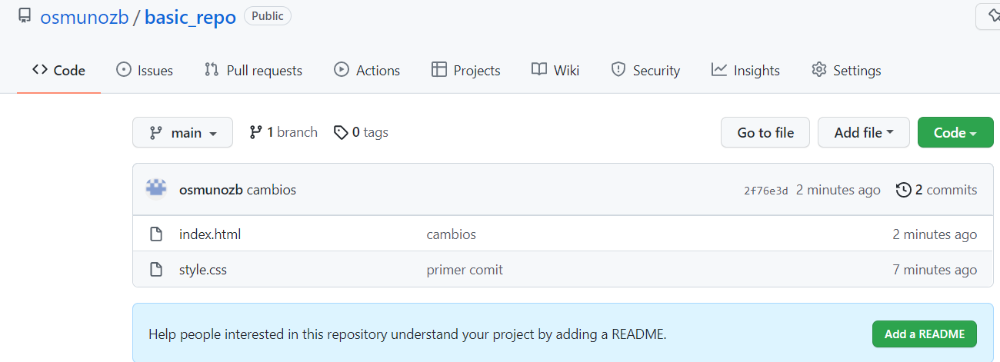 osmunozb / basic_repo Public
Code Issues Pull requests Actions Projects Wiki Security Insights Settings
main 1 branch 0 tags Go to file Add file Code
osmunozb cambios 2f76e3d 2 minutes ago 2 commits
index.html cambios 2 minutes ago
style.css primer comit 7 minutes ago
Help people interested in this repository understand your project by adding a README. Add a README